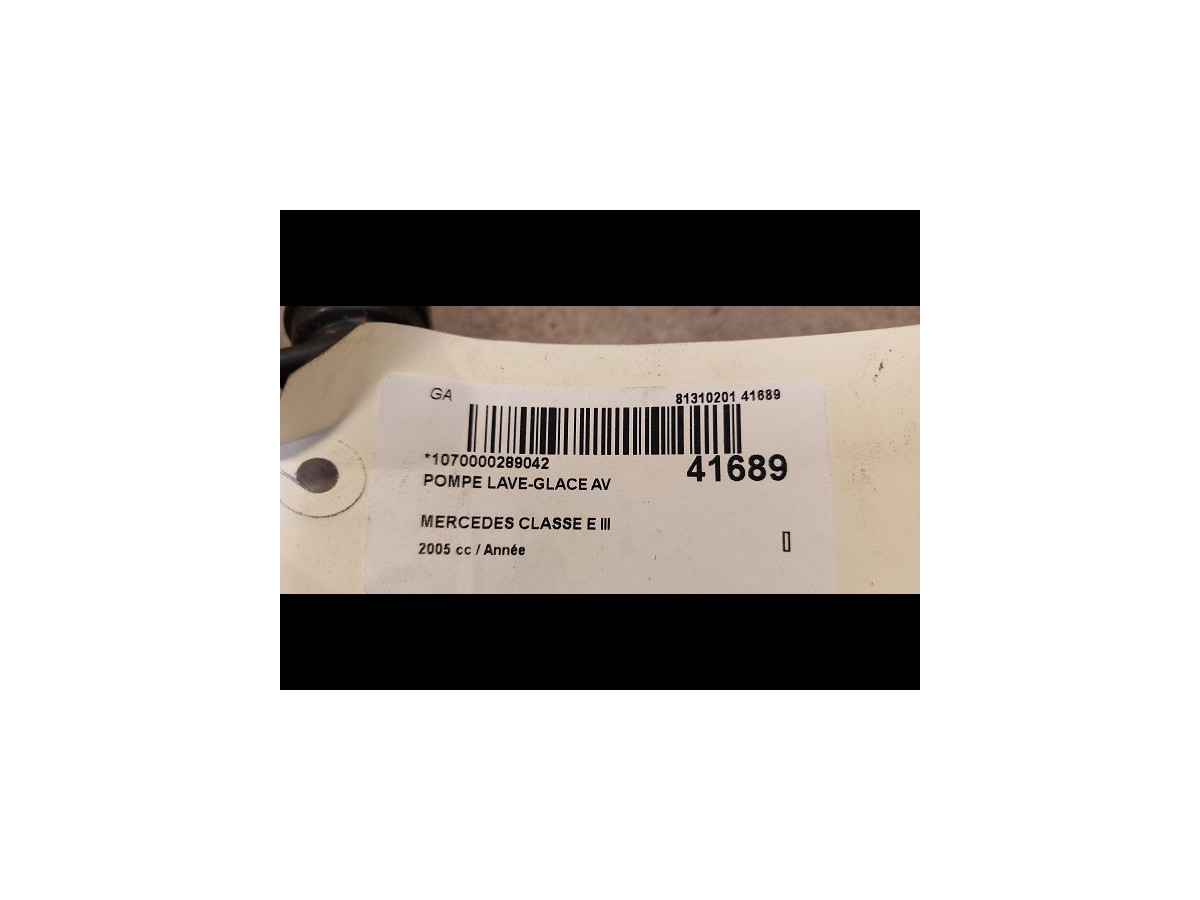 GA
81310201 41689
*1070000289042
41689
POMPE LAVE-GLACE AV
MERCEDES CLASSE E III
2005 cc / Année